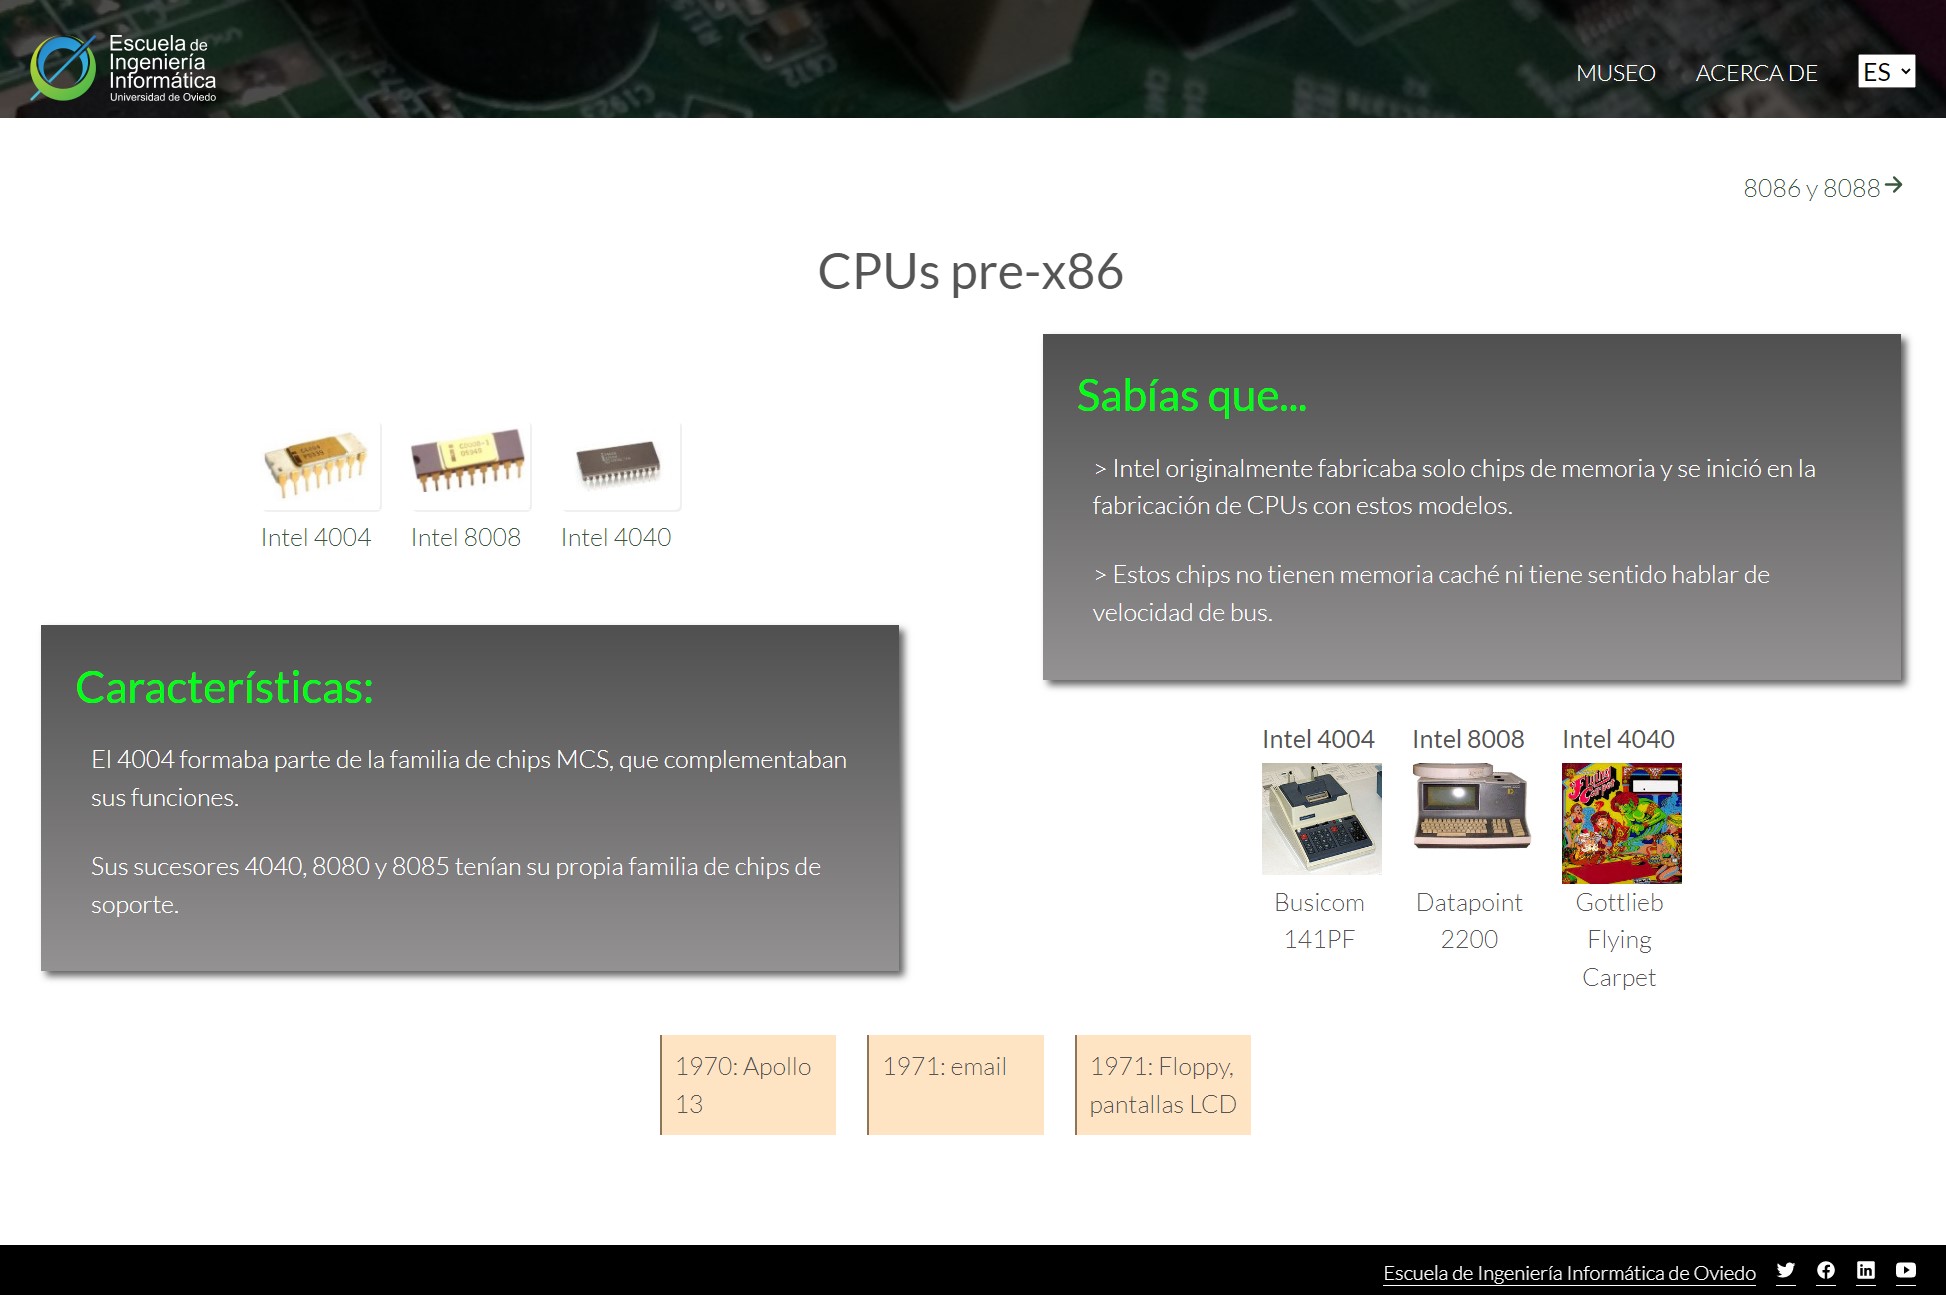 Escuela de
Ingeniería
Informática
Universidad de Oviedo
MUSEO
ACERCA DE
ES
8086 y 8088
CPUs pre-x86
Intel 4004
Intel 8008
Intel 4040
Sabías que...
> Intel originalmente fabricaba solo chips de memoria y se inició en la
fabricación de CPUs con estos modelos.
> Estos chips no tienen memoria caché ni tiene sentido hablar de
velocidad de bus.
Características:
El 4004 formaba parte de la familia de chips MCS, que complementaban
sus funciones.
Sus sucesores 4040, 8080 y 8085 tenían su propia familia de chips de
soporte.
Intel 4004
Intel 8008
Intel 4040
Flying
Carpet
Busicom
141PF
Datapoint
2200
Gottlieb
Flying
Carpet
1970: Apollo
13
1971: email
1971: Floppy,
pantallas LCD
Escuela de Ingeniería Informática de Oviedo